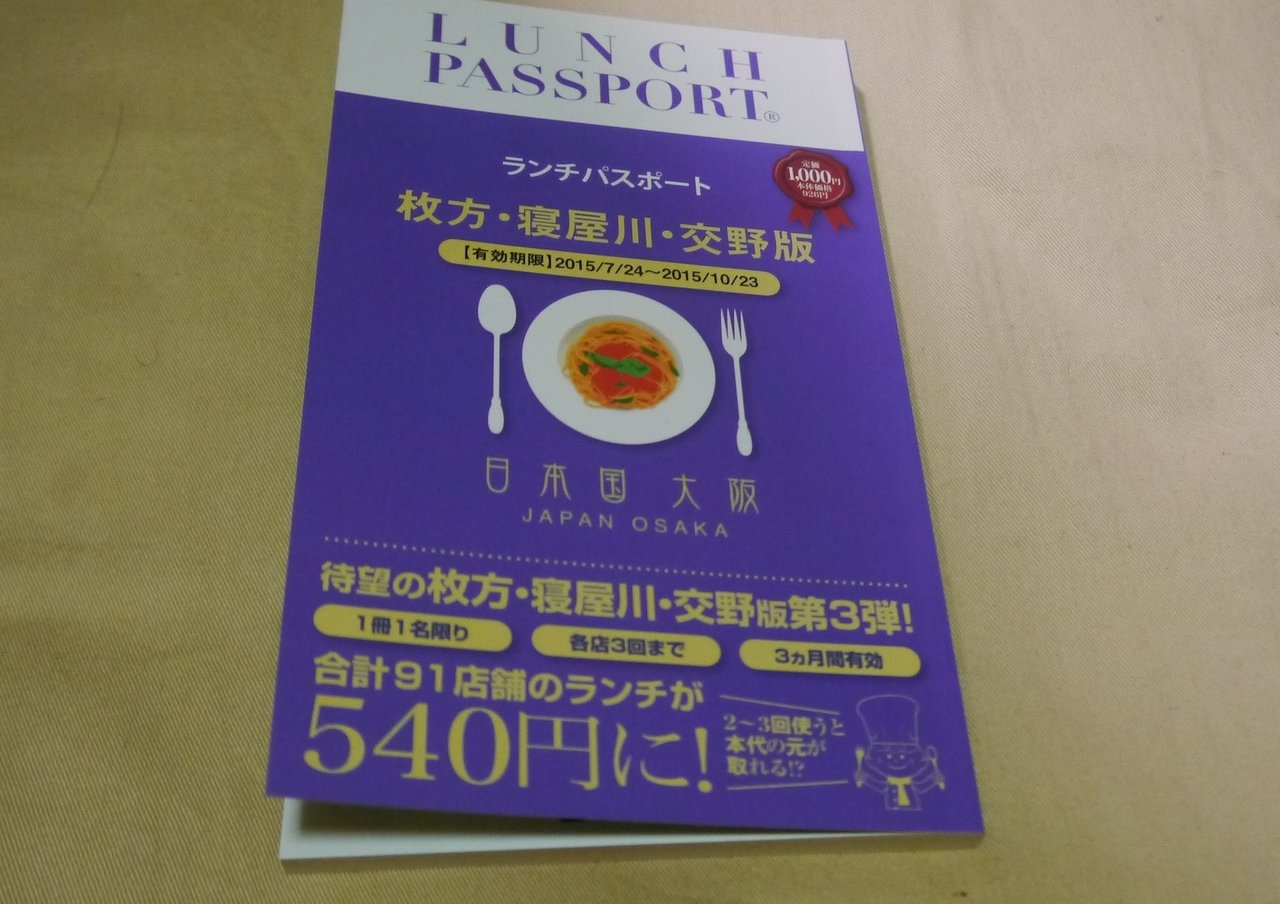 LUNCH
PASSPORT®
ランチパスポート
定価
1,000円
本体価格
926円
枚方・寝屋川・交野版
【有効期限】2015/7/24～2015/10/23
日本国 大阪
JAPAN OSAKA
待望の枚方・寝屋川・交野版第3弾!
1冊1名限り 各店3回まで 3ヵ月間有効
合計91店舗のランチが
540円に!
2～3回使うと
本代の元が
取れる!?